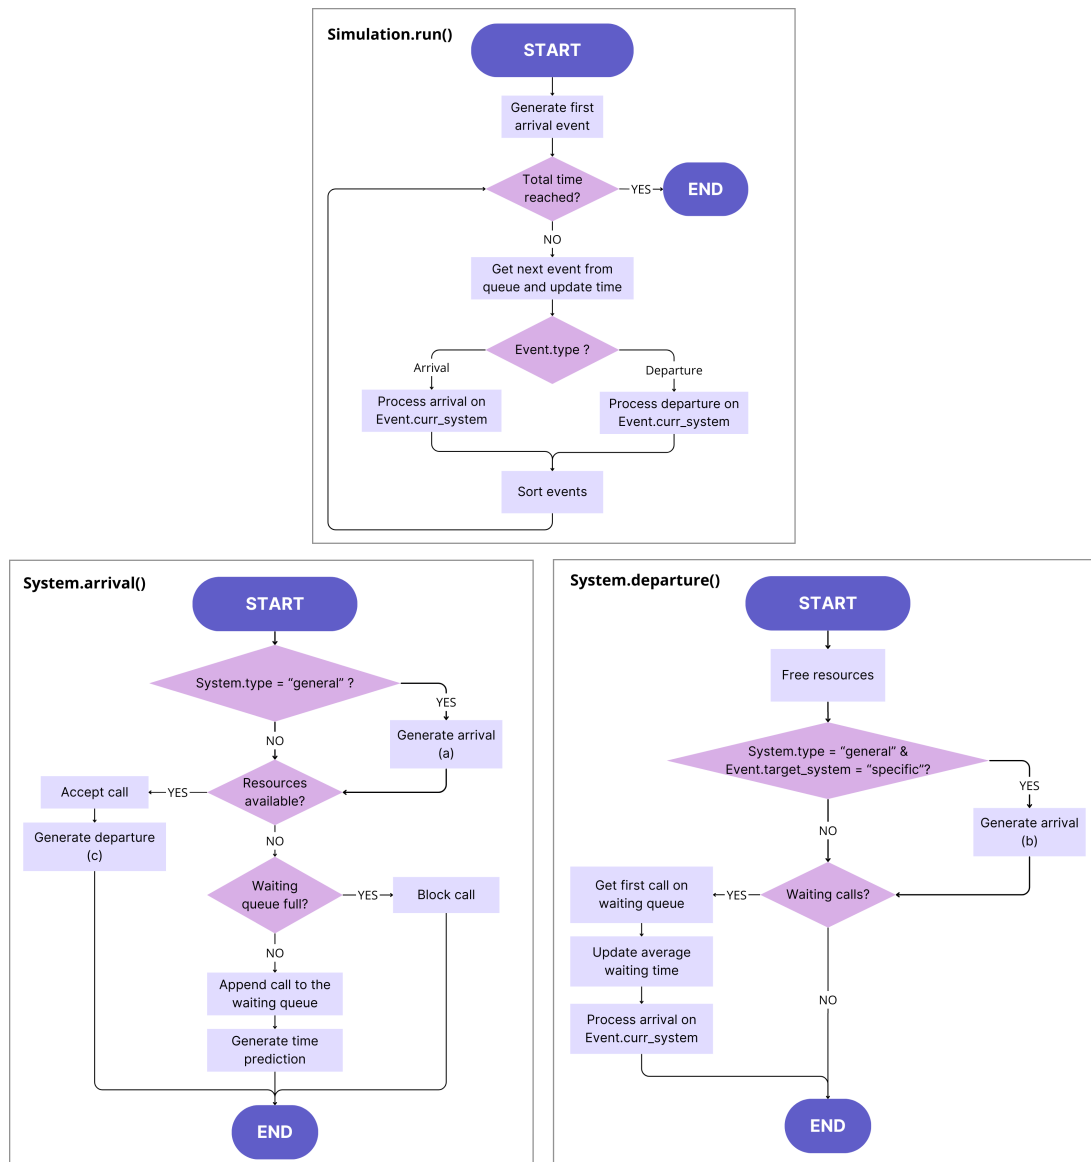 Simulation.run()
START
Generate first
arrival event
Total time
reached?
YES
END
NO
Get next event from
queue and update time
Event.type ?
Arrival
Departure
Process arrival on
Event.curr_system
Process departure on
Event.curr_system
Sort events
System.arrival()
START
System.type = “general” ?
YES
NO
Generate arrival
(a)
Resources
available?
YES
Accept call
Generate departure
(c)
NO
Waiting
queue full?
YES
Block call
NO
Append call to the
waiting queue
Generate time
prediction
END
System.departure()
START
Free resources
System.type = “general” &
Event.target_system = “specific”?
YES
NO
Generate arrival
(b)
Waiting calls?
YES
Get first call on
waiting queue
Update average
waiting time
Process arrival on
Event.curr_system
NO
END